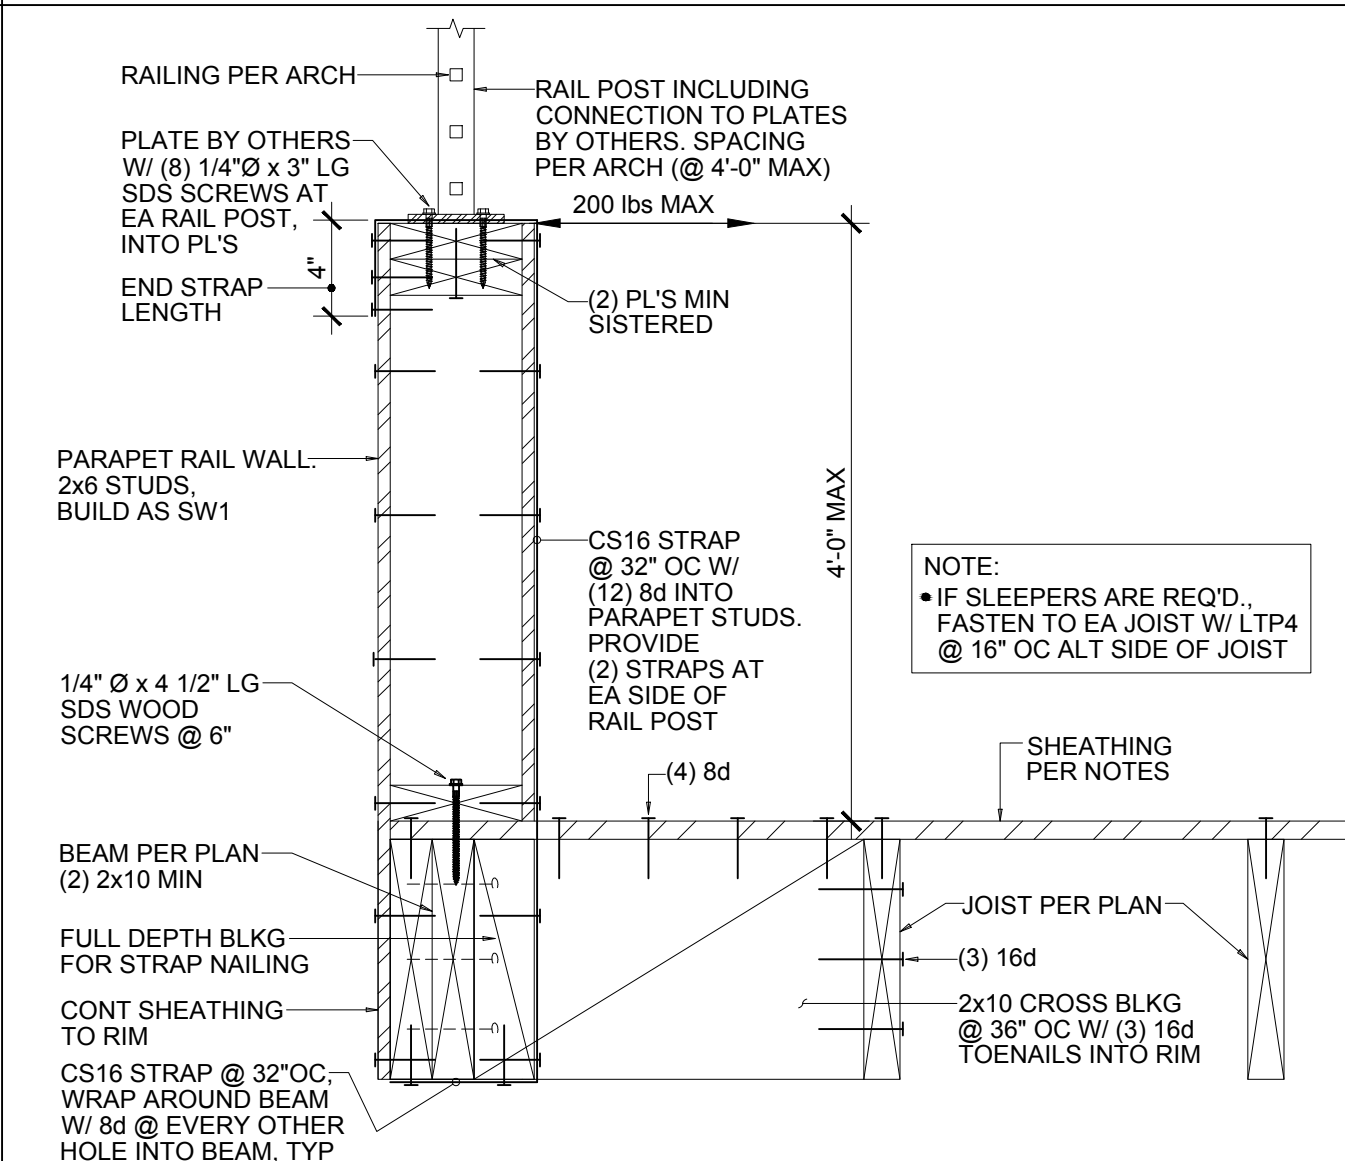 RAILING PER ARCH
RAIL POST INCLUDING
CONNECTION TO PLATES
BY OTHERS. SPACING
PER ARCH (@ 4'-0" MAX)
PLATE BY OTHERS
W/ (8) 1/4"Ø x 3" LG
SDS SCREWS AT
EA RAIL POST,
INTO PL'S
200 lbs MAX
4"
END STRAP
LENGTH
(2) PL'S MIN
SISTERED
PARAPET RAIL WALL.
2x6 STUDS,
BUILD AS SW1
4'-0" MAX
CS16 STRAP
@ 32" OC W/
(12) 8d INTO
PARAPET STUDS.
PROVIDE
(2) STRAPS AT
EA SIDE OF
RAIL POST
NOTE:
• IF SLEEPERS ARE REQ'D.,
FASTEN TO EA JOIST W/ LTP4
@ 16" OC ALT SIDE OF JOIST
1/4" Ø x 4 1/2" LG
SDS WOOD
SCREWS @ 6"
(4) 8d
SHEATHING
PER NOTES
BEAM PER PLAN
(2) 2x10 MIN
JOIST PER PLAN
FULL DEPTH BLKG
FOR STRAP NAILING
(3) 16d
CONT SHEATHING
TO RIM
2x10 CROSS BLKG
@ 36" OC W/ (3) 16d
TOENAILS INTO RIM
CS16 STRAP @ 32"OC,
WRAP AROUND BEAM
W/ 8d @ EVERY OTHER
HOLE INTO BEAM, TYP